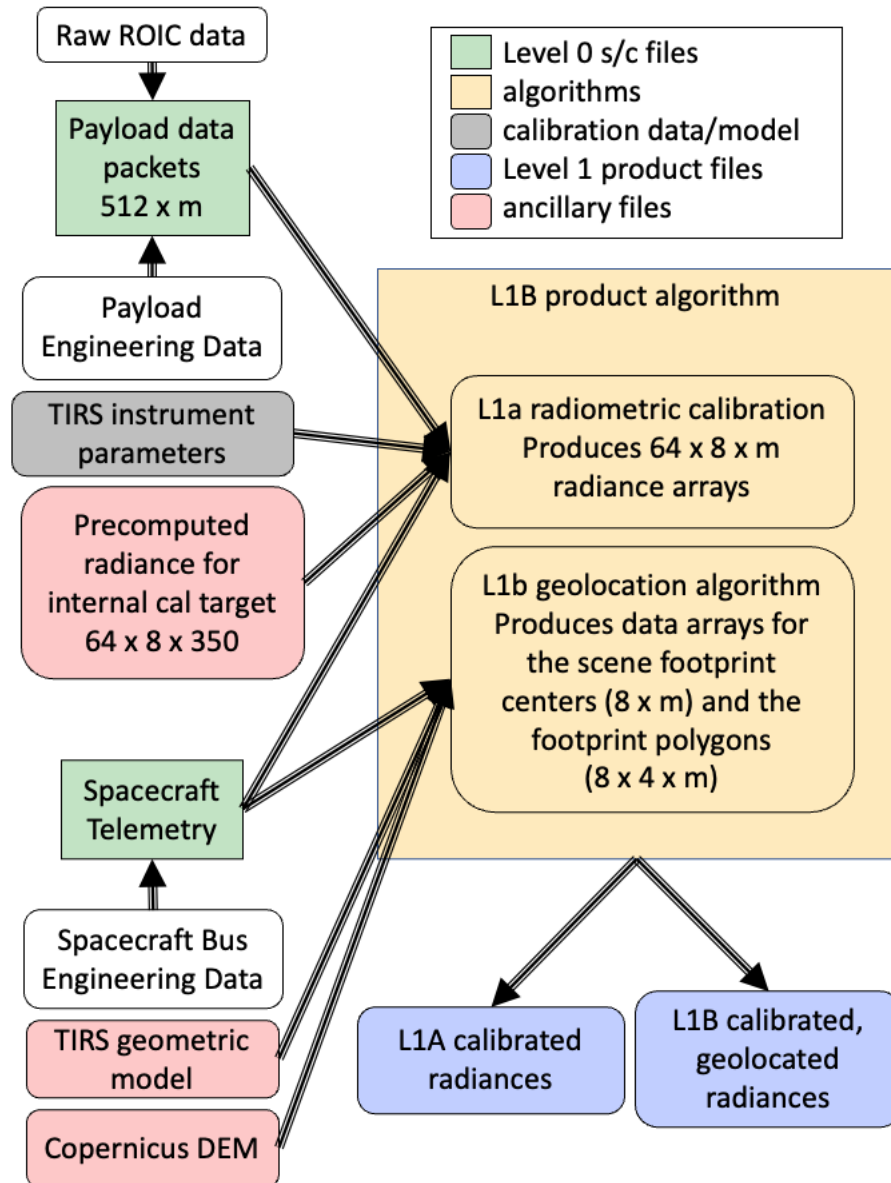 Raw ROIC data
Payload data
packets
512 x m
Payload
Engineering Data
TIRS instrument
parameters
Precomputed
radiance for
internal cal target
64 x 8 x 350
Spacecraft
Telemetry
Spacecraft Bus
Engineering Data
TIRS geometric
model
Copernicus DEM
Level 0 s/c files
algorithms
calibration data/model
Level 1 product files
ancillary files
L1B product algorithm
L1a radiometric calibration
Produces 64 x 8 x m
radiance arrays
L1b geolocation algorithm
Produces data arrays for
the scene footprint
centers (8 x m) and the
footprint polygons
(8 x 4 x m)
L1A calibrated
radiances
L1B calibrated,
geolocated
radiances